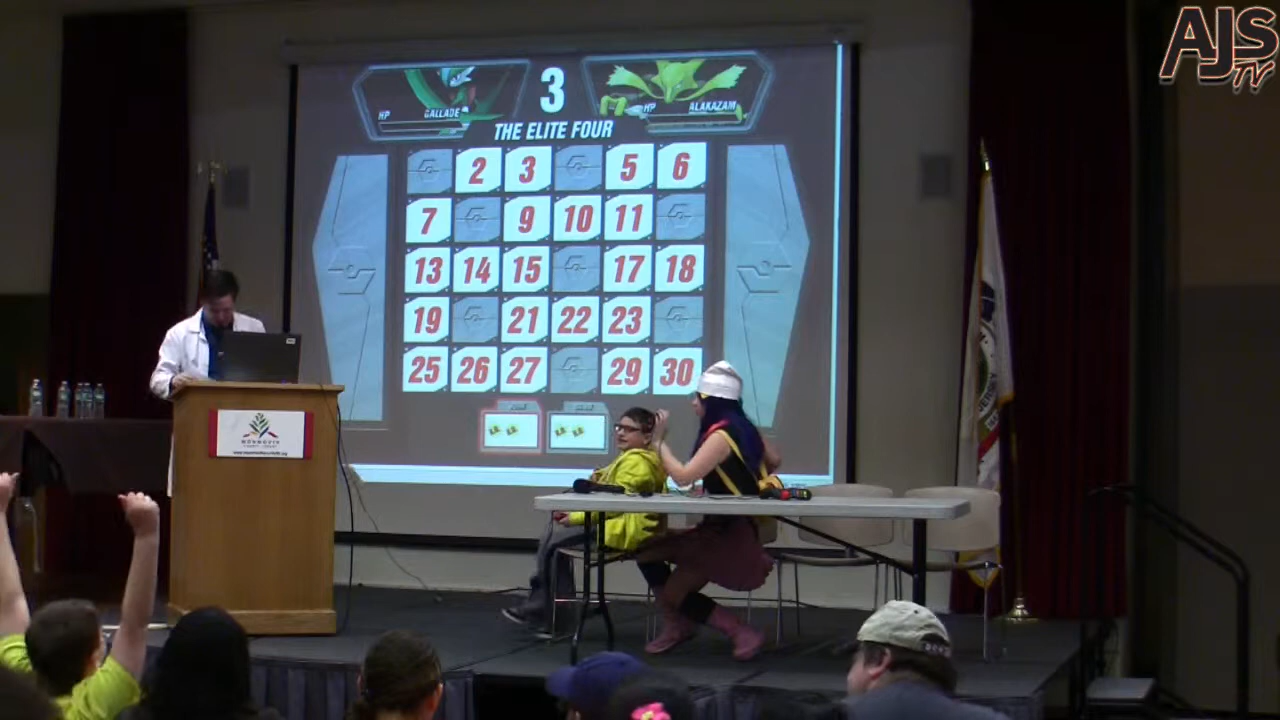 AJS
TV
HP GALLADE
3
HP ALAKAZAM
THE ELITE FOUR
2 3 5 6
7 9 10 11
13 14 15 17 18
19 21 22 23
25 26 27 29 30